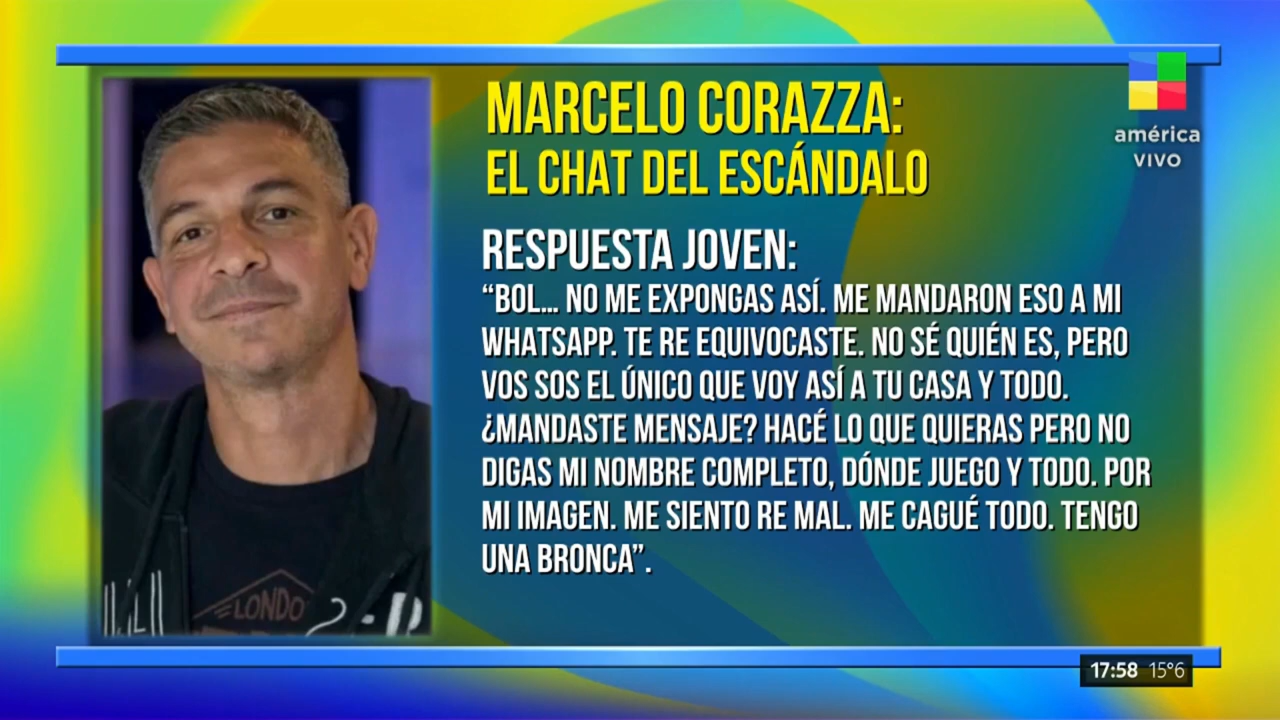 MARCELO CORAZZA:
EL CHAT DEL ESCÁNDALO
américa
VIVO
RESPUESTA JOVEN:
“BOL... NO ME EXPONGAS ASÍ. ME MANDARON ESO A MI
WHATSAPP. TE RE EQUIVOCASTE. NO SÉ QUIÉN ES, PERO
VOS SOS EL ÚNICO QUE VOY ASÍ A TU CASA Y TODO.
¿MANDASTE MENSAJE? HACÉ LO QUE QUIERAS PERO NO
DIGAS MI NOMBRE COMPLETO, DÓNDE JUEGO Y TODO. POR
MI IMAGEN. ME SIENTO RE MAL. ME CAGUÉ TODO. TENGO
UNA BRONCA”.
LONDO
17:58 15°6